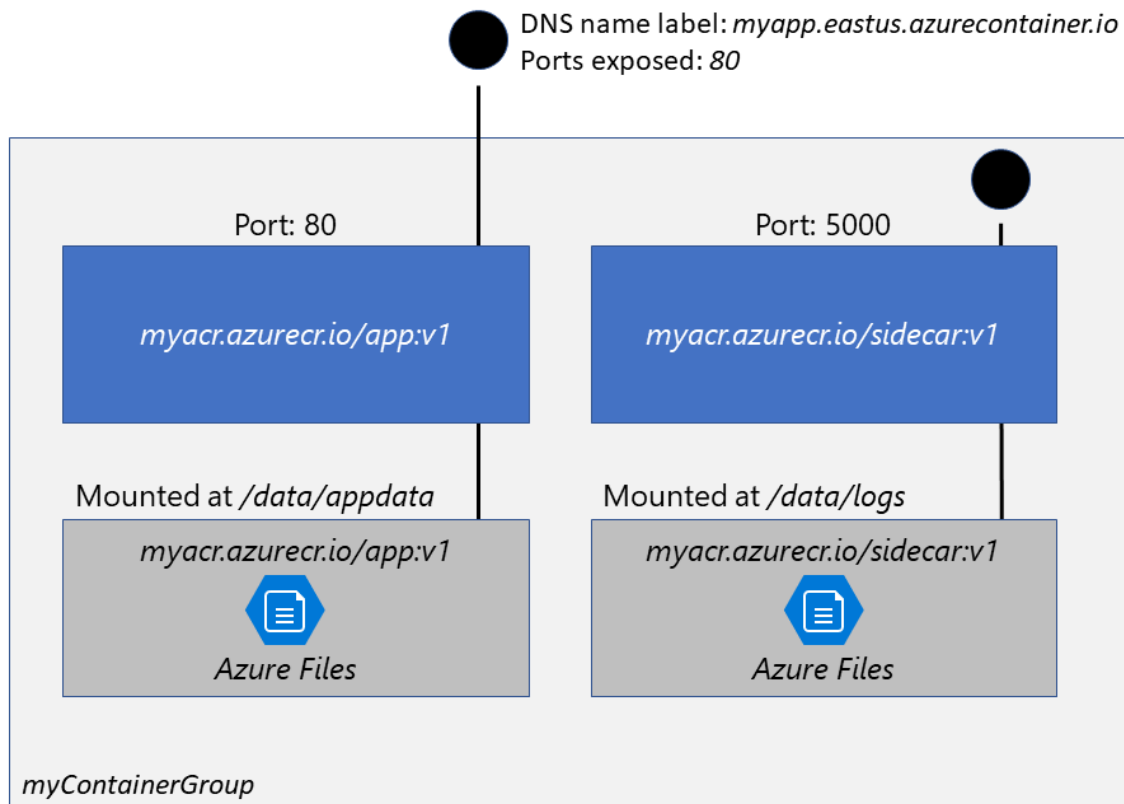 DNS name label: myapp.eastus.azurecontainer.io
Ports exposed: 80
Port: 80
Port: 5000
myacr.azurecr.io/app:v1
myacr.azurecr.io/sidecar:v1
Mounted at /data/appdata
Mounted at /data/logs
myacr.azurecr.io/app:v1
myacr.azurecr.io/sidecar:v1
Azure Files
Azure Files
myContainerGroup